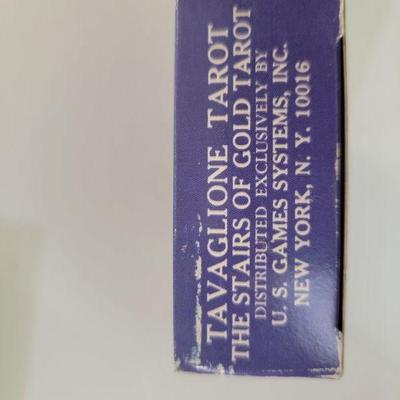 TAVAGLIONE TAROT
THE STAIRS OF GOLD TAROT
DISTRIBUTED EXCLUSIVELY BY
U. S. GAMES SYSTEMS, INC.
NEW YORK, N. Y. 10016